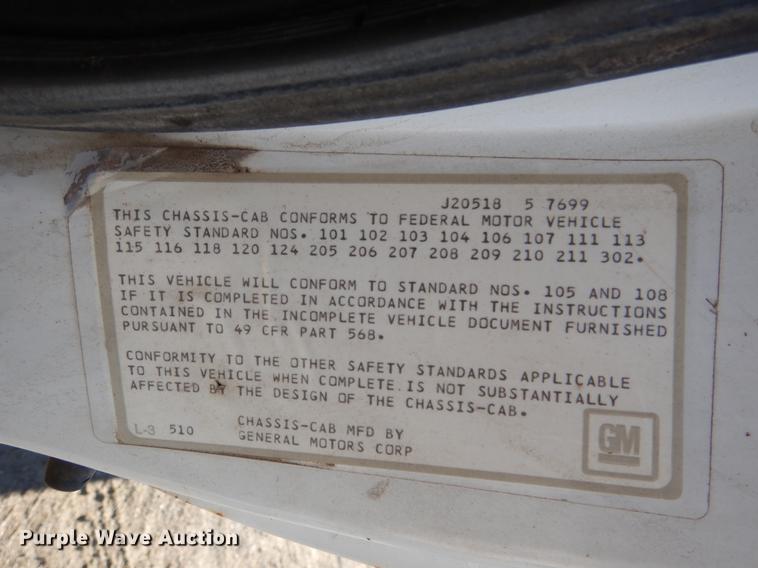 J20518 5 7699
THIS CHASSIS-CAB CONFORMS TO FEDERAL MOTOR VEHICLE
SAFETY STANDARD NOS. 101 102 103 104 106 107 111 113
115 116 118 120 124 205 206 207 208 209 210 211 302.
THIS VEHICLE WILL CONFORM TO STANDARD NOS. 105 AND 108
IF IT IS COMPLETED IN ACCORDANCE WITH THE INSTRUCTIONS
CONTAINED IN THE INCOMPLETE VEHICLE DOCUMENT FURNISHED
PURSUANT TO 49 CFR PART 568.
CONFORMITY TO THE OTHER SAFETY STANDARDS APPLICABLE
TO THIS VEHICLE WHEN COMPLETE IS NOT SUBSTANTIALLY
AFFECTED BY THE DESIGN OF THE CHASSIS-CAB.
L-3 510 CHASSIS-CAB MFD BY
GENERAL MOTORS CORP
GM
Purple Wave Auction